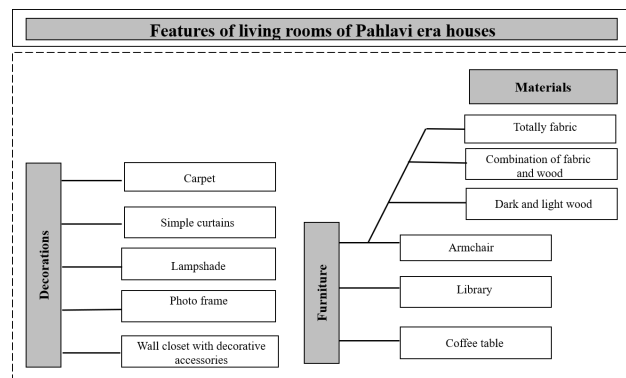 Features of living rooms of Pahlavi era houses
Materials
Totally fabric
Combination of fabric
and wood
Dark and light wood
Decorations
Carpet
Simple curtains
Lampshade
Photo frame
Wall closet with decorative
accessories
Furniture
Armchair
Library
Coffee table